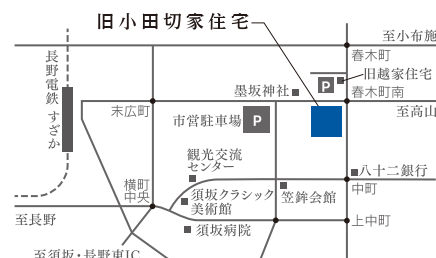 旧小田切家住宅
至小布施
春木町
旧越家住宅
P
長野電鉄 すざか
墨坂神社
春木町南
末広町
市営駐車場
P
至高山
観光交流
センター
八十二銀行
横町
中央
須坂クラシック
美術館
笠鉾会館
中町
至長野
上中町
須坂病院
至須坂・長野東IC